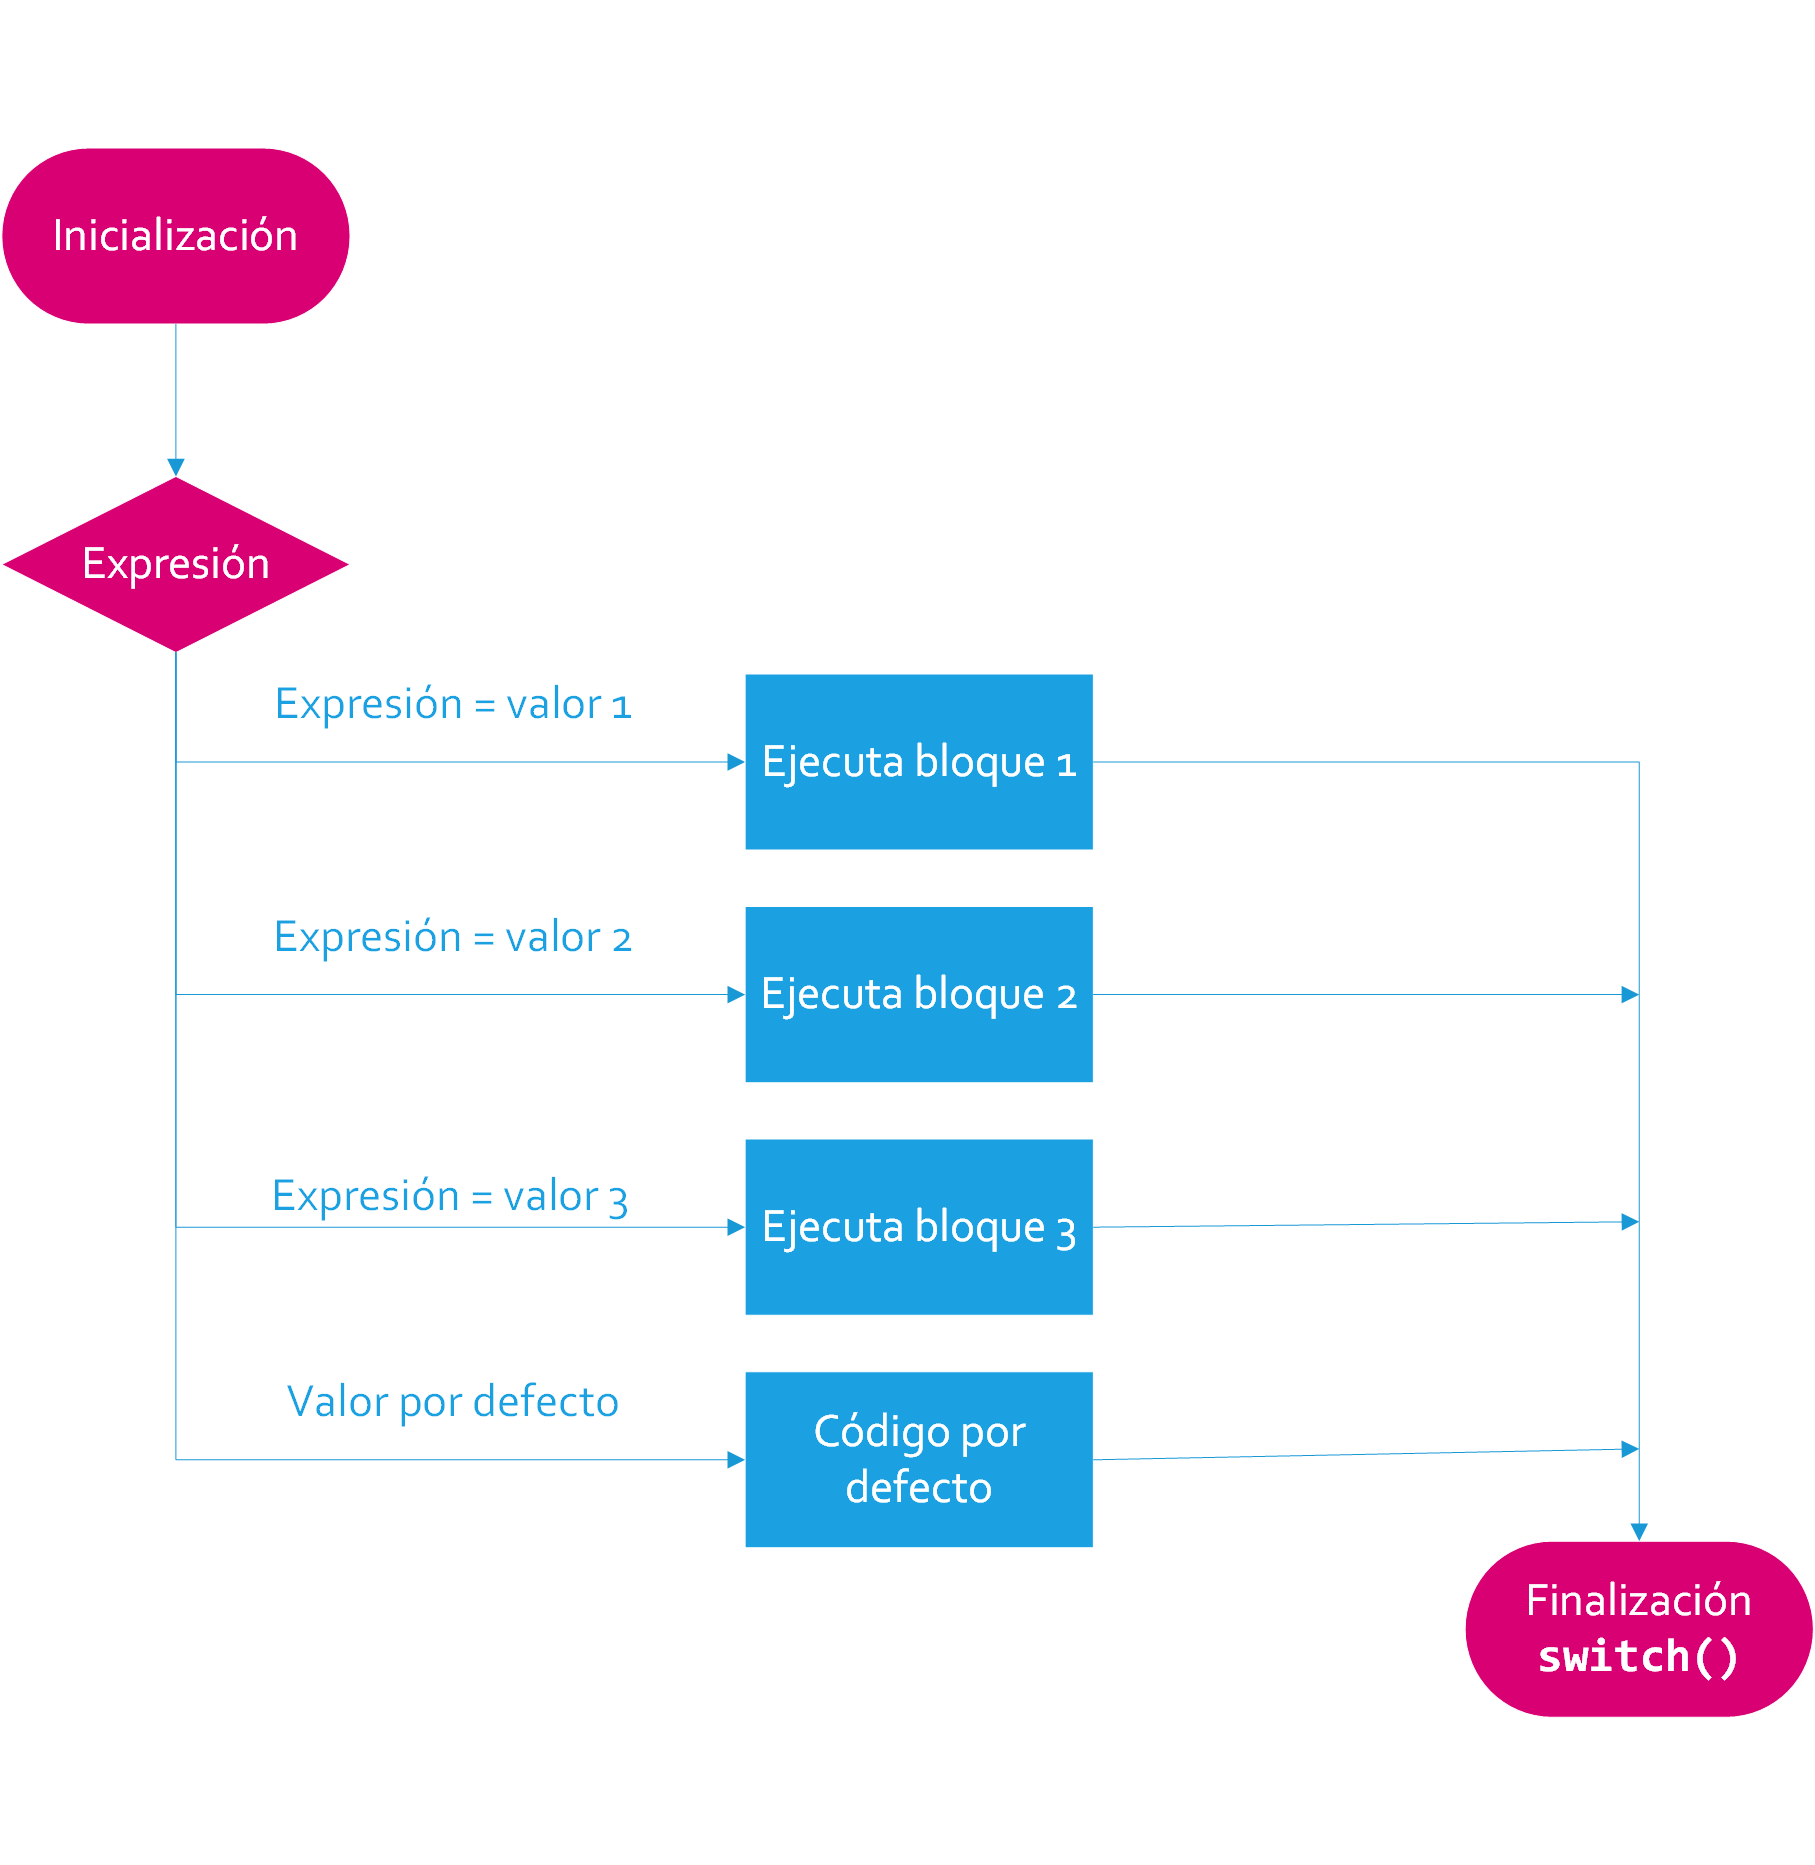 Inicialización
Expresión
Expresión = valor 1
Ejecuta bloque 1
Expresión = valor 2
Ejecuta bloque 2
Expresión = valor 3
Ejecuta bloque 3
Valor por defecto
Código por
defecto
Finalización
switch()